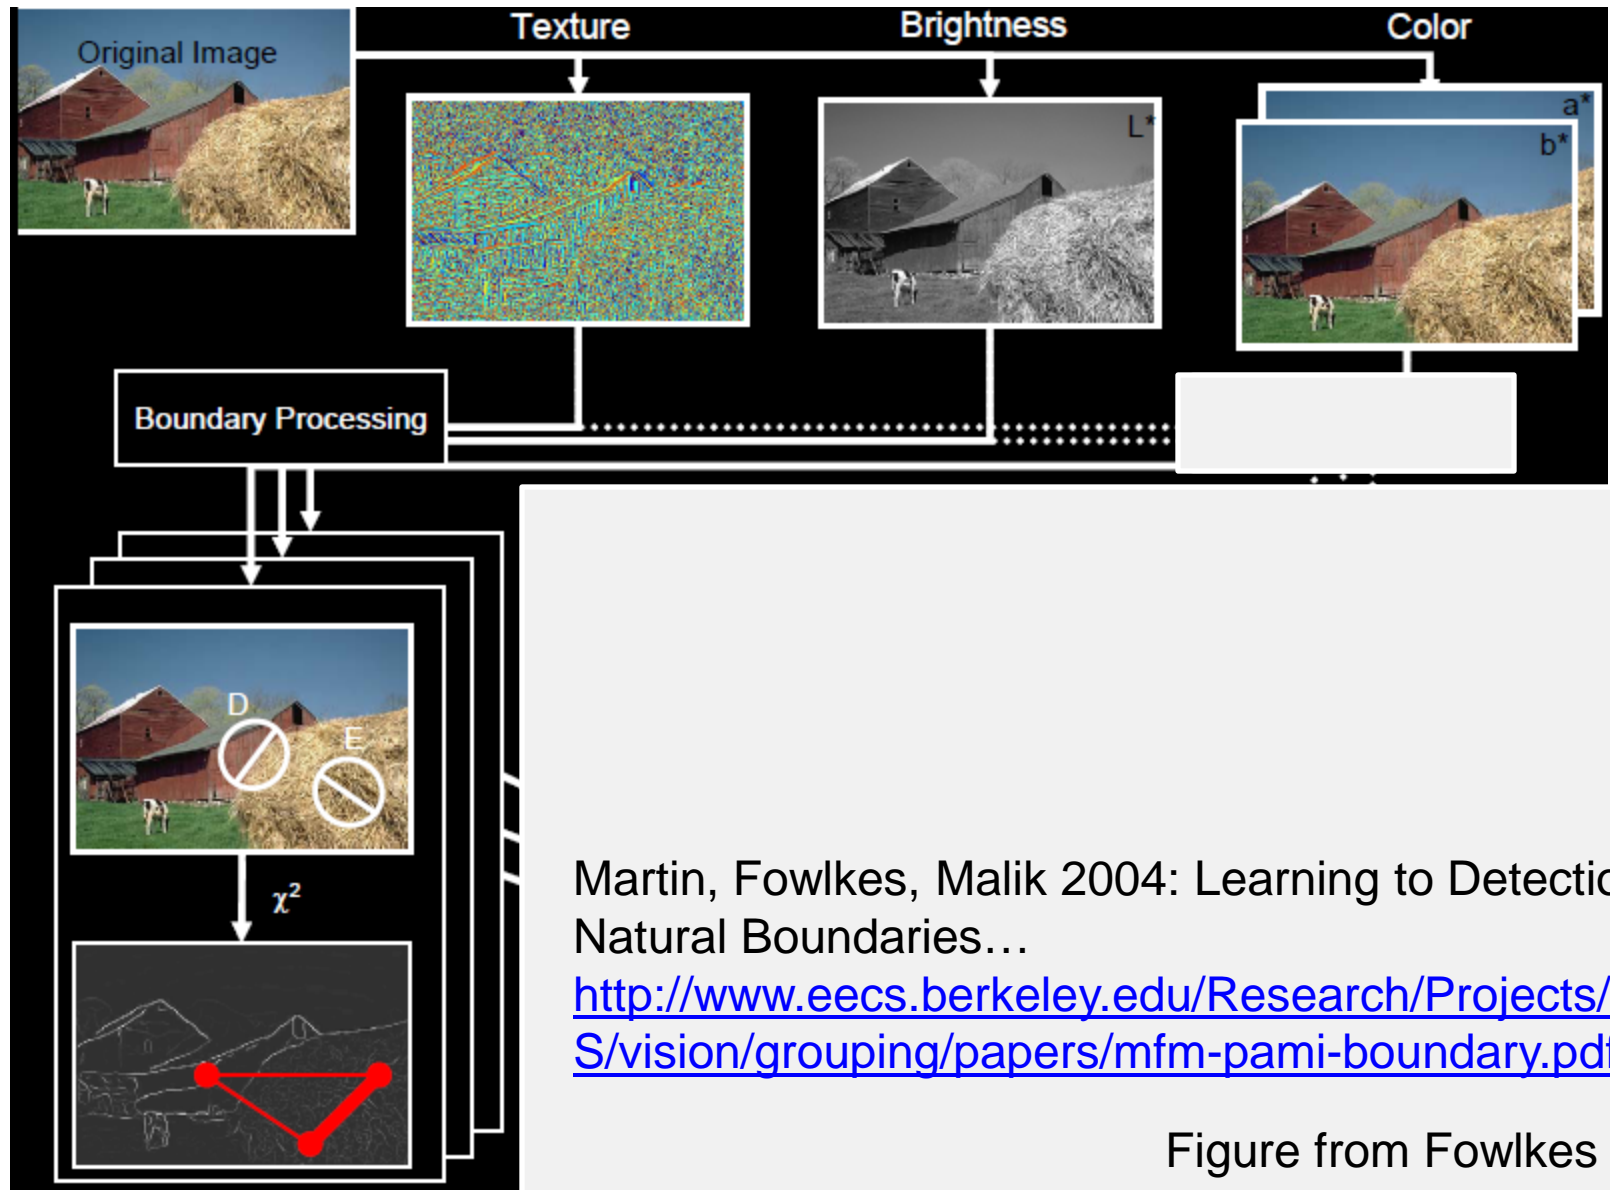 Original Image
Texture
Brightness
Color
L*
a*
b*
Boundary Processing
D
E
χ²
Martin, Fowlkes, Malik 2004: Learning to Detectio
Natural Boundaries…
http://www.eecs.berkeley.edu/Research/Projects/
S/vision/grouping/papers/mfm-pami-boundary.pdf
Figure from Fowlkes